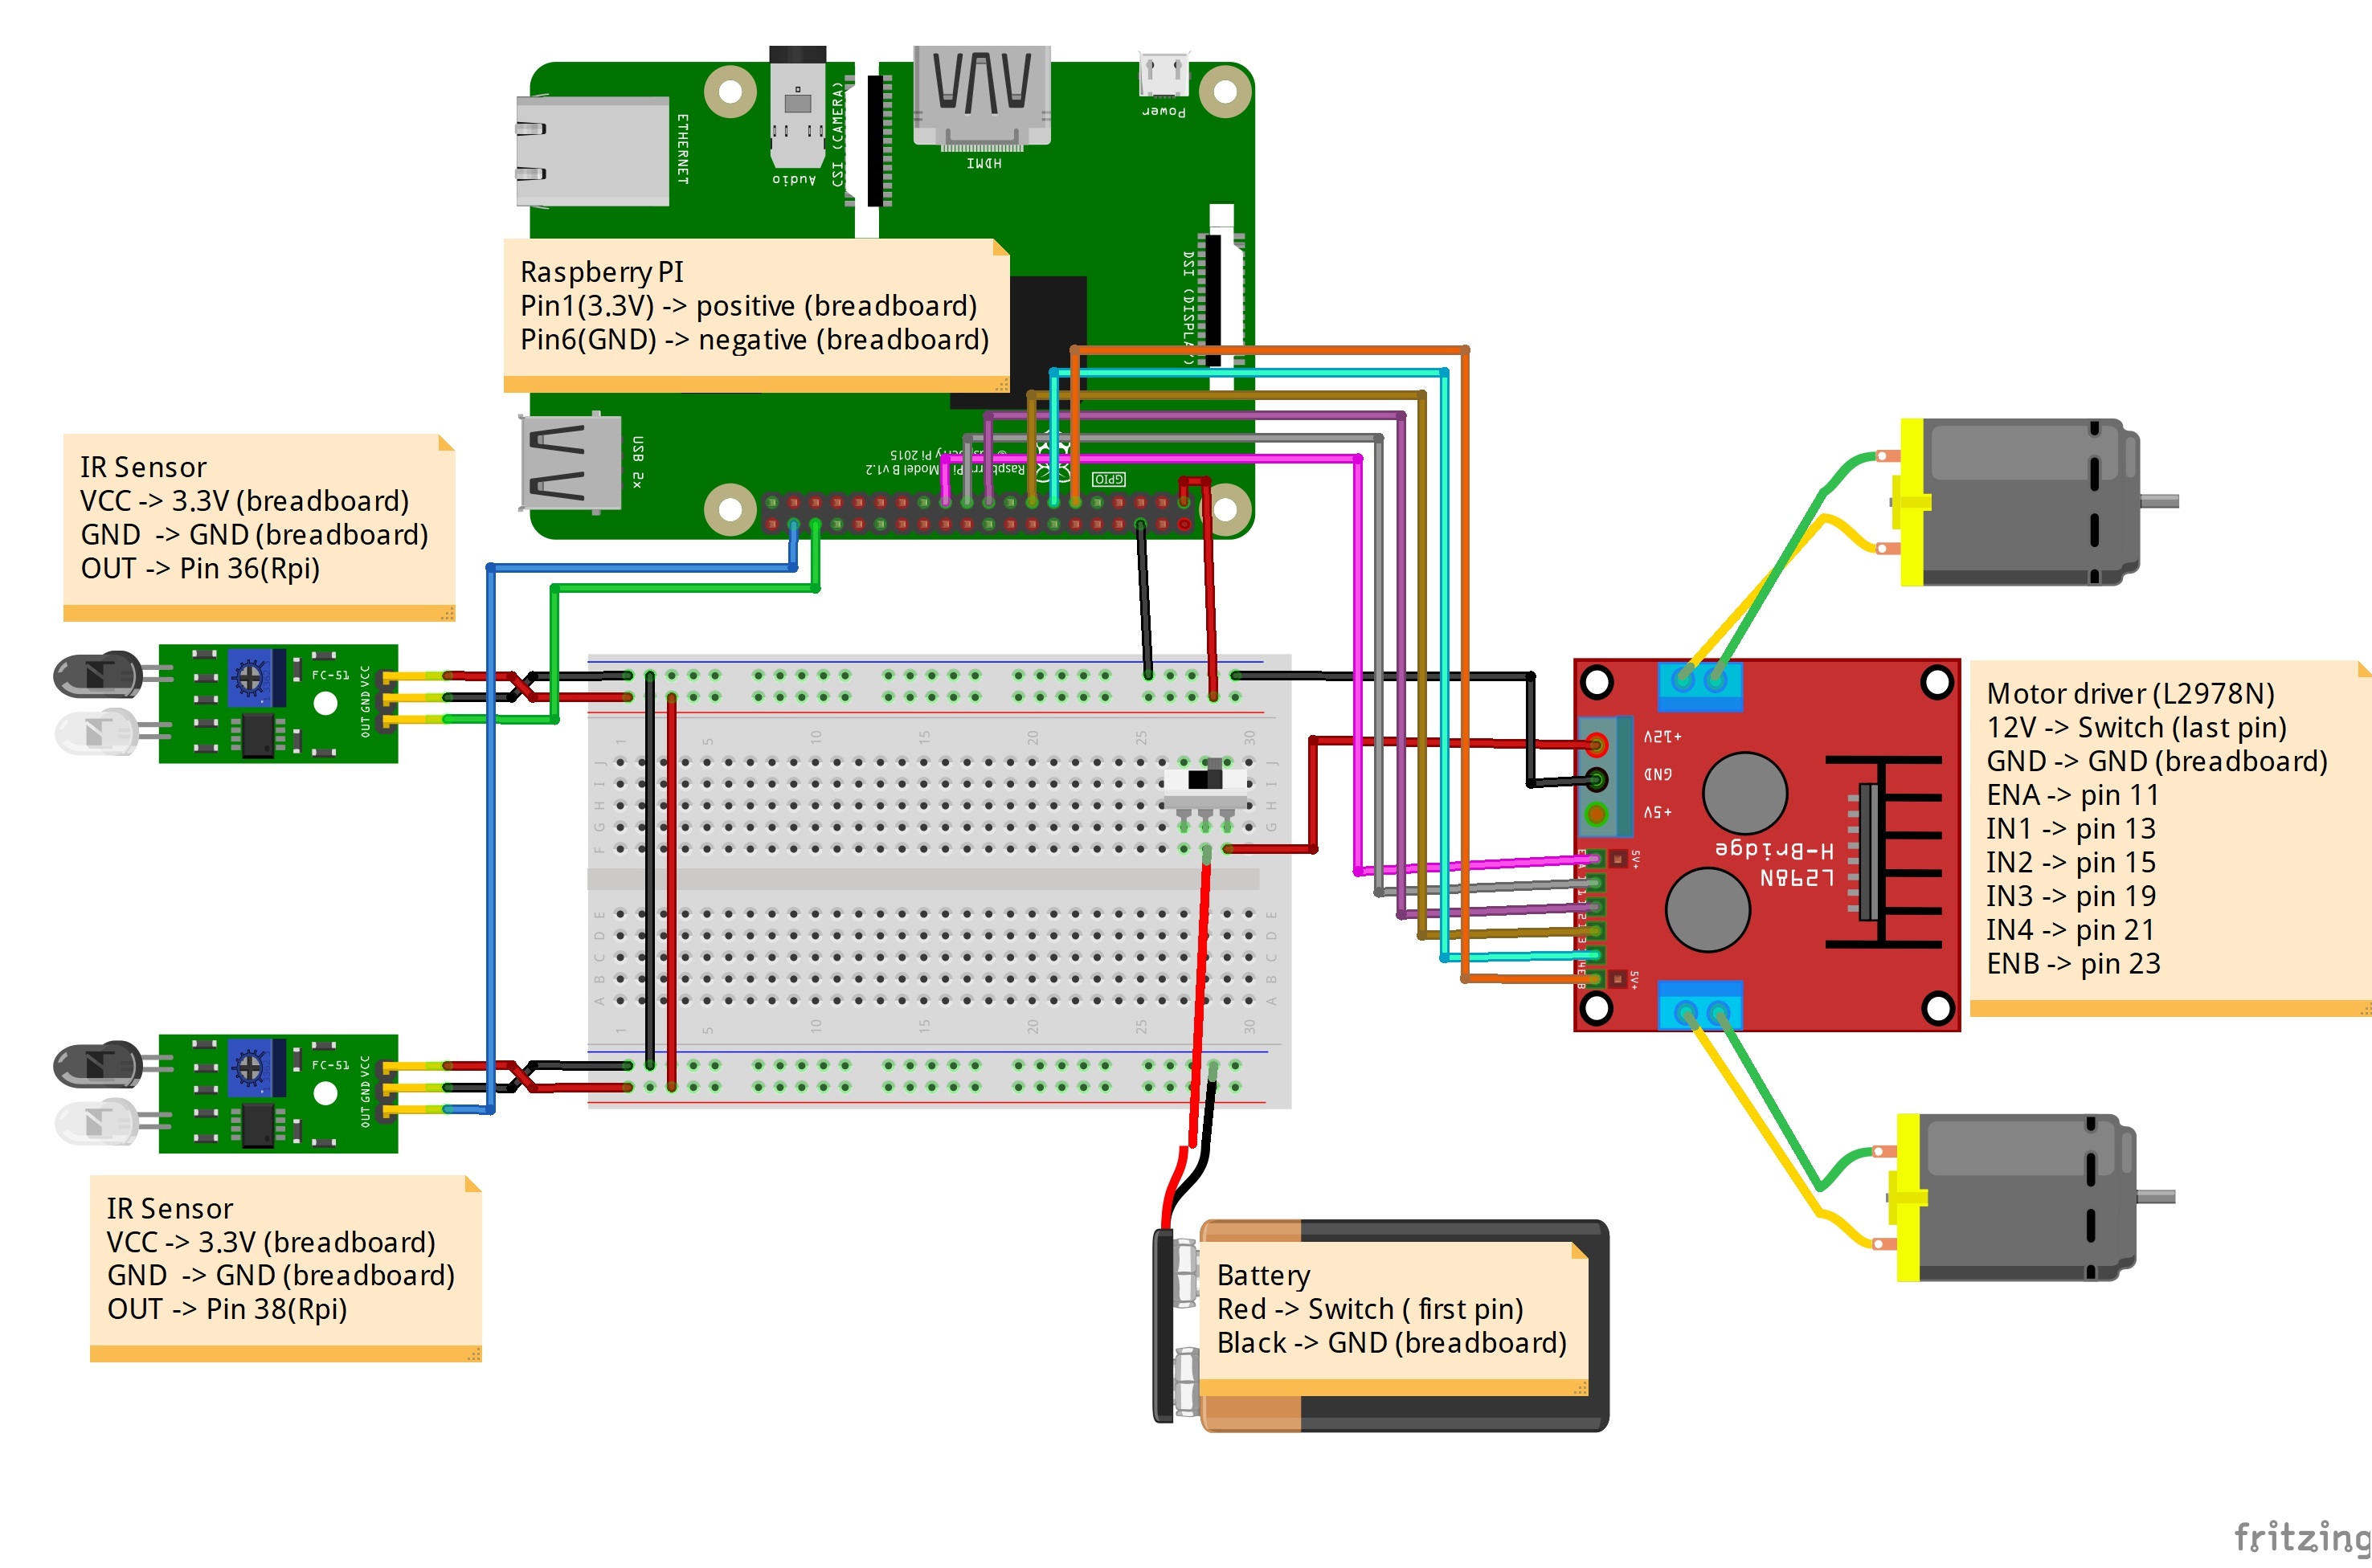 ETHERNET
Audio
CSI (CAMERA)
HDMI
Power
DSI (DISPLAY)
Raspberry PI
Pin1(3.3V) -> positive (breadboard)
Pin6(GND) -> negative (breadboard)
USB 2x
© Raspberry Pi 2015
Raspberry Pi Model B v1.2
GPIO
IR Sensor
VCC -> 3.3V (breadboard)
GND -> GND (breadboard)
OUT -> Pin 36(Rpi)
FC-51
OUT GND VCC
1 5 10 15 20 25 30
J
I
H
G
F
E
D
C
B
A
1 5 10 15 20 25 30
J
I
H
G
F
E
D
C
B
A
+12V
GND
+5V
5V+
H-Bridge
L298N
5V+
Motor driver (L2978N)
12V -> Switch (last pin)
GND -> GND (breadboard)
ENA -> pin 11
IN1 -> pin 13
IN2 -> pin 15
IN3 -> pin 19
IN4 -> pin 21
ENB -> pin 23
FC-51
OUT GND VCC
IR Sensor
VCC -> 3.3V (breadboard)
GND -> GND (breadboard)
OUT -> Pin 38(Rpi)
Battery
Red -> Switch ( first pin)
Black -> GND (breadboard)
fritzing